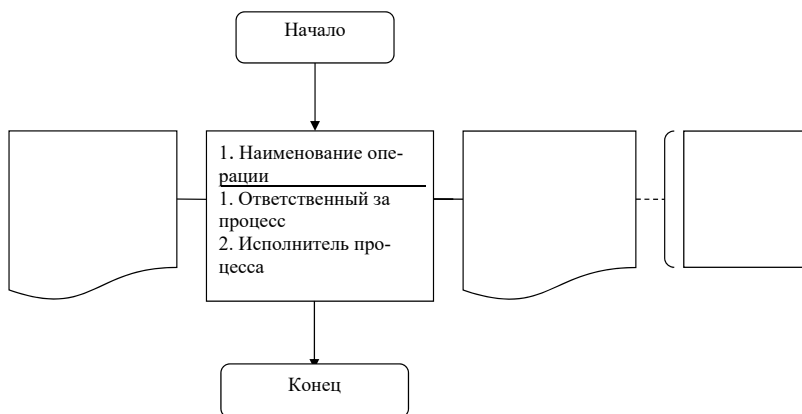 Начало
1. Наименование опе-
рации
1. Ответственный за
процесс
2. Исполнитель про-
цесса
Конец